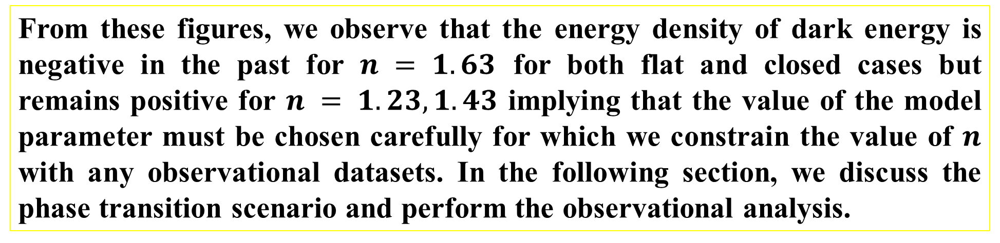 From these figures, we observe that the energy density of dark energy is
negative in the past for n = 1.63 for both flat and closed cases but
remains positive for n = 1.23, 1.43 implying that the value of the model
parameter must be chosen carefully for which we constrain the value of n
with any observational datasets. In the following section, we discuss the
phase transition scenario and perform the observational analysis.